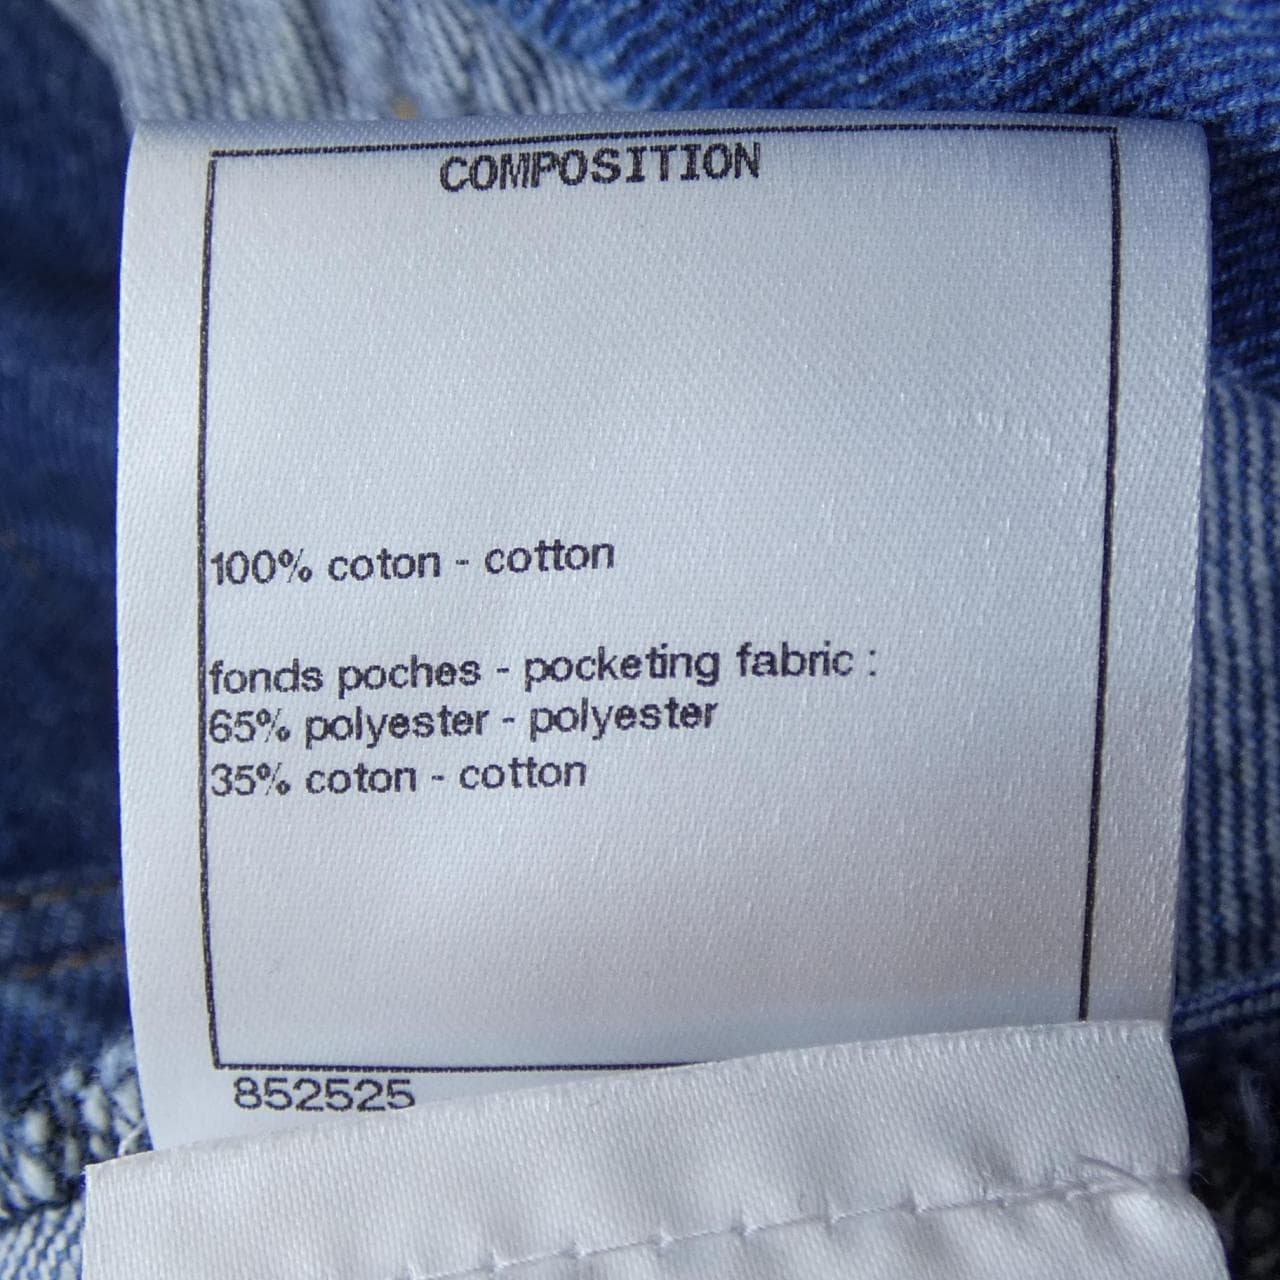 COMPOSITION
100% coton - cotton
fonds poches - pocketing fabric :
65% polyester - polyester
35% coton - cotton
852525